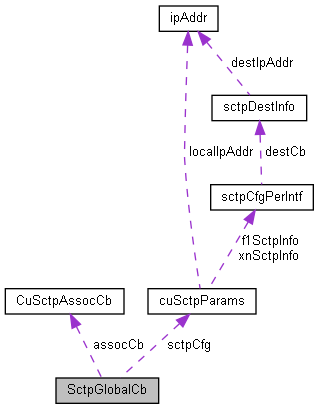 ipAddr
destIpAddr
sctpDestInfo
localIpAddr
destCb
sctpCfgPerIntf
f1SctpInfo
xnSctpInfo
CuSctpAssocCb
cuSctpParams
assocCb
sctpCfg
SctpGlobalCb